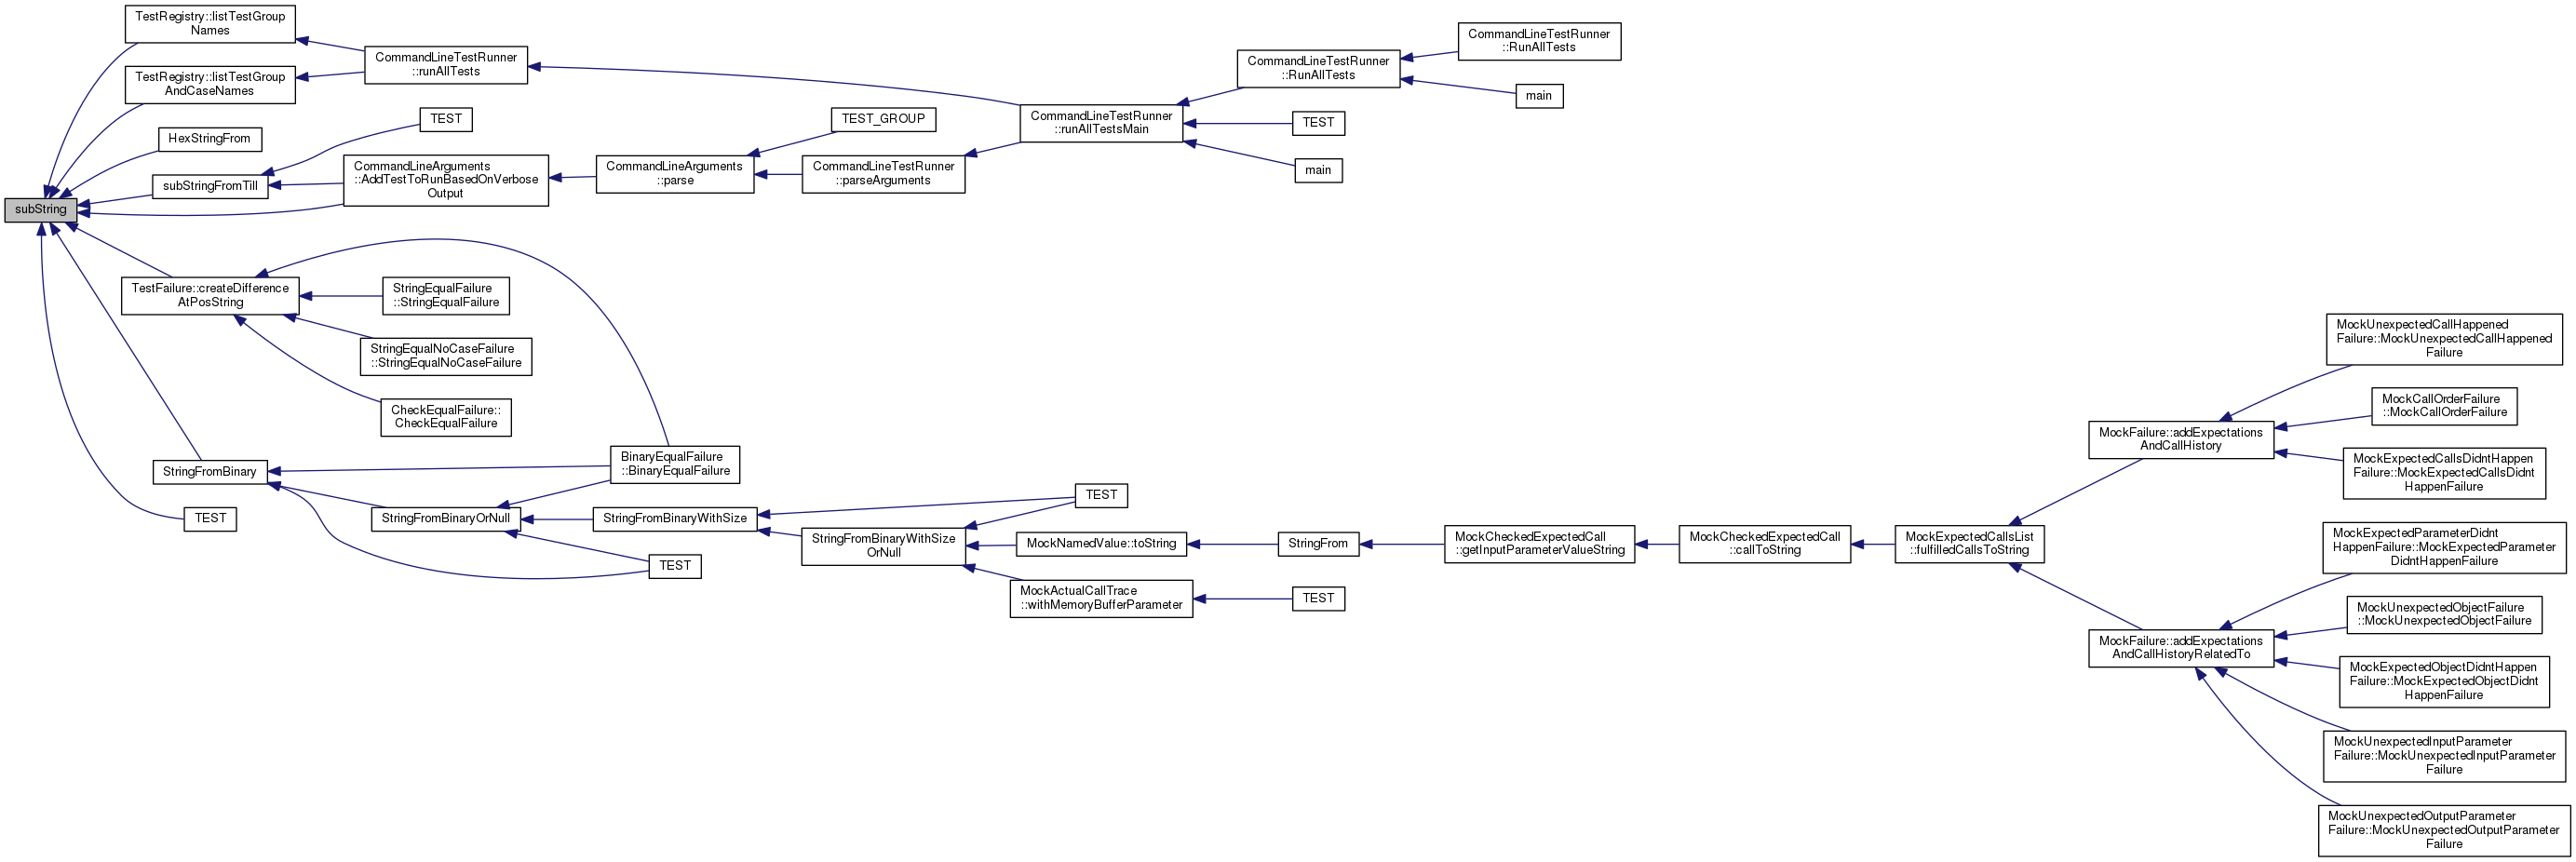 TestRegistry::listTestGroup
Names
TestRegistry::listTestGroup
AndCaseNames
HexStringFrom
subStringFromTill
subString
TEST
CommandLineTestRunner
::runAllTests
CommandLineArguments
::AddTestToRunBasedOnVerbose
Output
CommandLineArguments
::parse
TEST_GROUP
CommandLineTestRunner
::parseArguments
CommandLineTestRunner
::runAllTestsMain
CommandLineTestRunner
::RunAllTests
TEST
main
CommandLineTestRunner
::RunAllTests
main
TestFailure::createDifference
AtPosString
StringEqualFailure
::StringEqualFailure
StringEqualNoCaseFailure
::StringEqualNoCaseFailure
CheckEqualFailure::
CheckEqualFailure
BinaryEqualFailure
::BinaryEqualFailure
StringFromBinary
TEST
StringFromBinaryOrNull
StringFromBinaryWithSize
TEST
StringFromBinaryWithSize
OrNull
TEST
MockNamedValue::toString
MockActualCallTrace
::withMemoryBufferParameter
StringFrom
TEST
MockCheckedExpectedCall
::getInputParameterValueString
MockCheckedExpectedCall
::callToString
MockExpectedCallsList
::fulfilledCallsToString
MockFailure::addExpectations
AndCallHistory
MockFailure::addExpectations
AndCallHistoryRelatedTo
MockUnexpectedCallHappened
Failure::MockUnexpectedCallHappened
Failure
MockCallOrderFailure
::MockCallOrderFailure
MockExpectedCallsDidntHappen
Failure::MockExpectedCallsDidnt
HappenFailure
MockExpectedParameterDidnt
HappenFailure::MockExpectedParameter
DidntHappenFailure
MockUnexpectedObjectFailure
::MockUnexpectedObjectFailure
MockExpectedObjectDidntHappen
Failure::MockExpectedObjectDidnt
HappenFailure
MockUnexpectedInputParameter
Failure::MockUnexpectedInputParameter
Failure
MockUnexpectedOutputParameter
Failure::MockUnexpectedOutputParameter
Failure